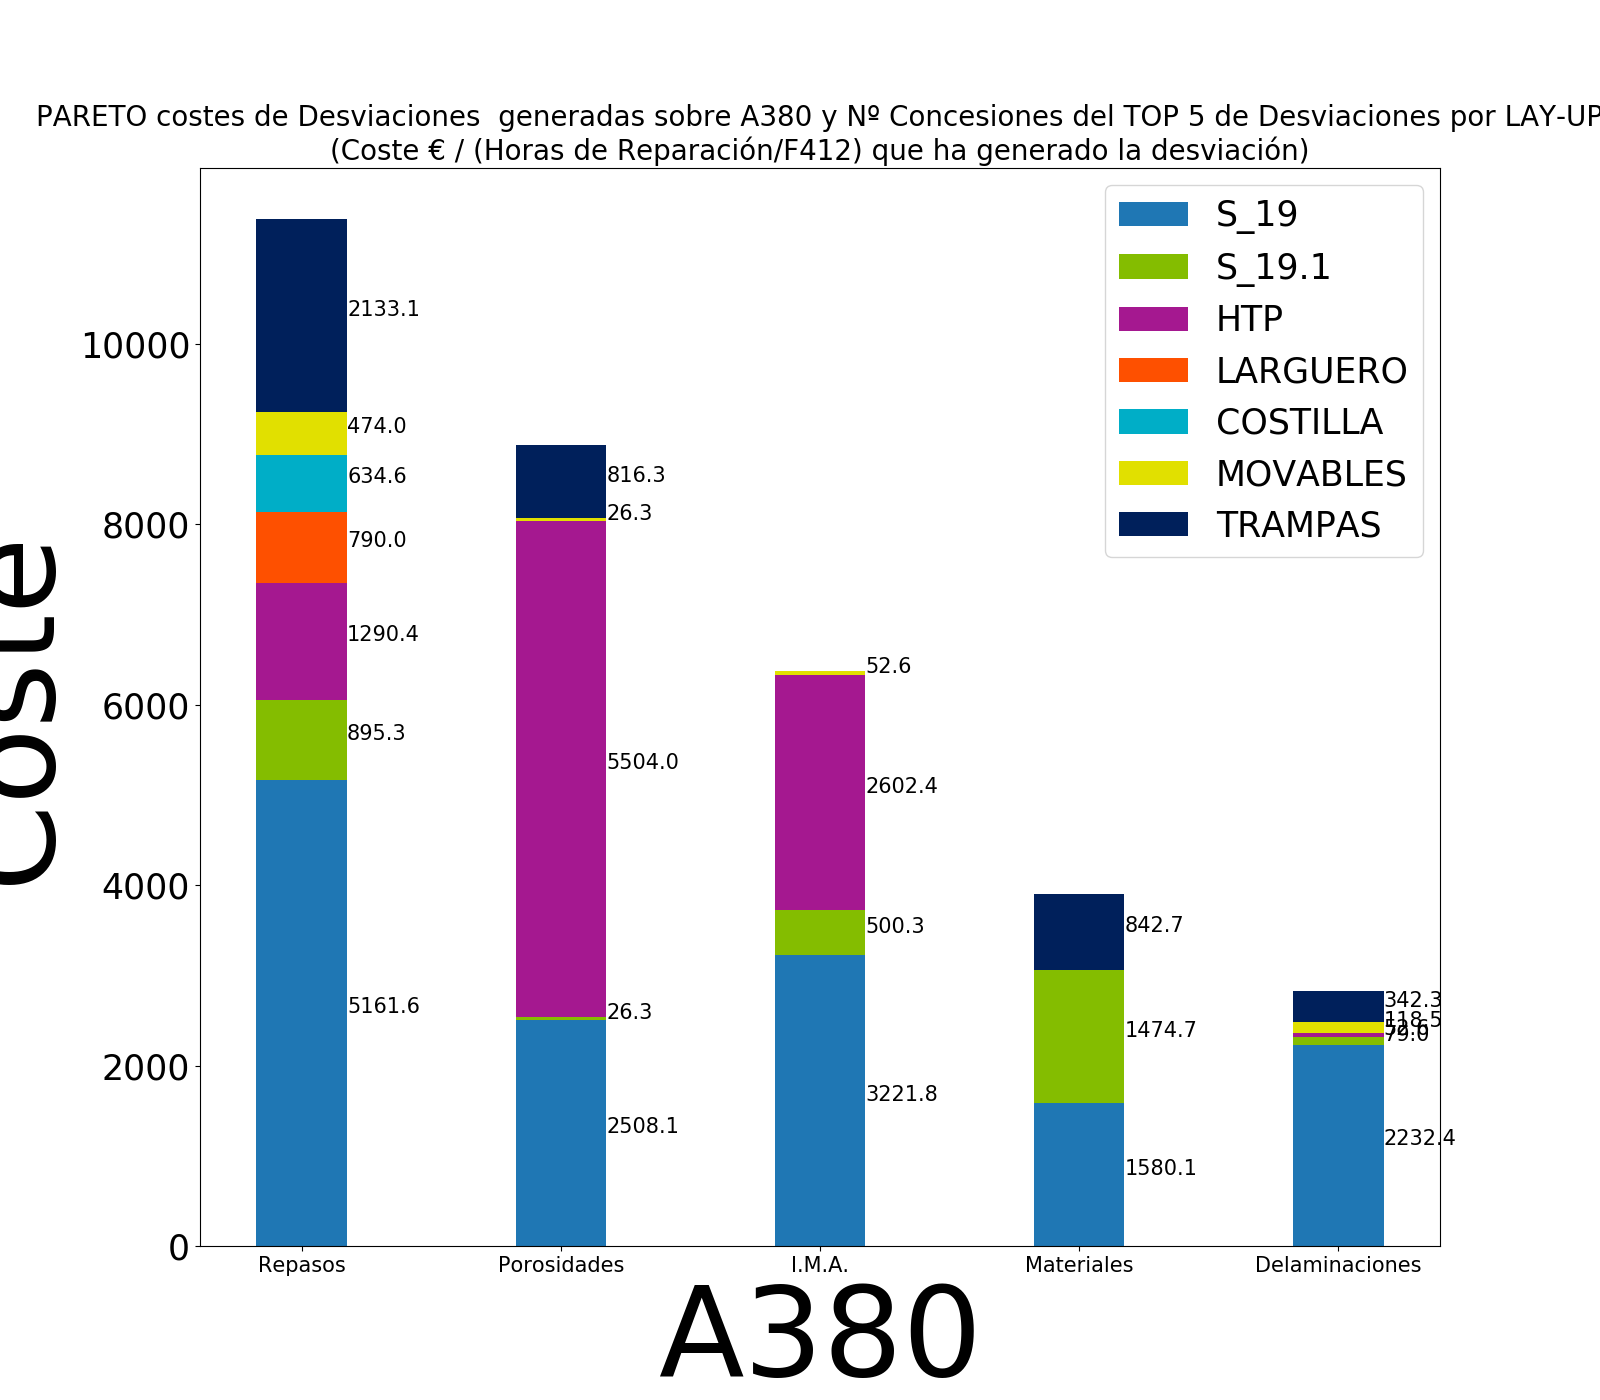 PARETO costes de Desviaciones  generadas sobre A380 y Nº Concesiones del TOP 5 de Desviaciones por LAY-UP
(Coste € / (Horas de Reparación/F412) que ha generado la desviación)
S_19
S_19.1
HTP
LARGUERO
COSTILLA
MOVABLES
TRAMPAS
Coste
10000
8000
6000
4000
2000
0
2133.1
474.0
634.6
790.0
1290.4
895.3
5161.6
816.3
26.3
5504.0
26.3
2508.1
52.6
2602.4
500.3
3221.8
842.7
1474.7
1580.1
342.3
118.5
52.6
79.0
2232.4
Repasos
Porosidades
I.M.A.
Materiales
Delaminaciones
A380